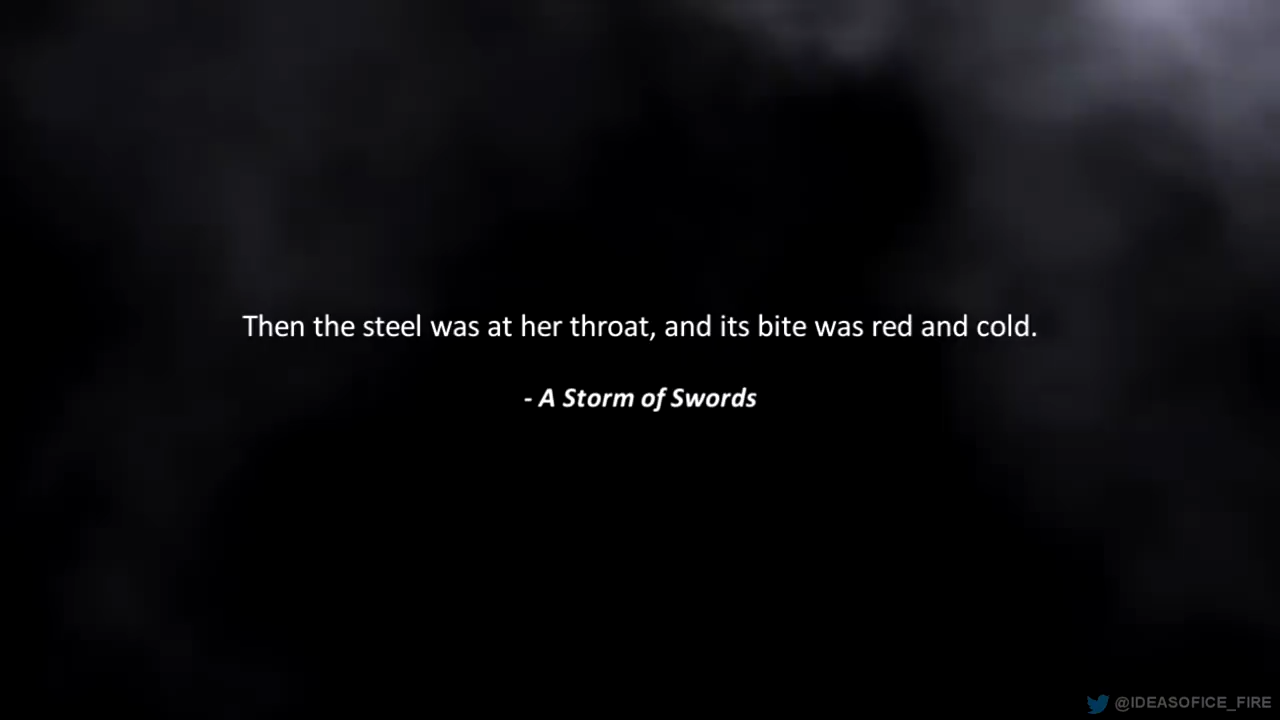 Then the steel was at her throat, and its bite was red and cold.
- A Storm of Swords
@IDEASOFICE_FIRE